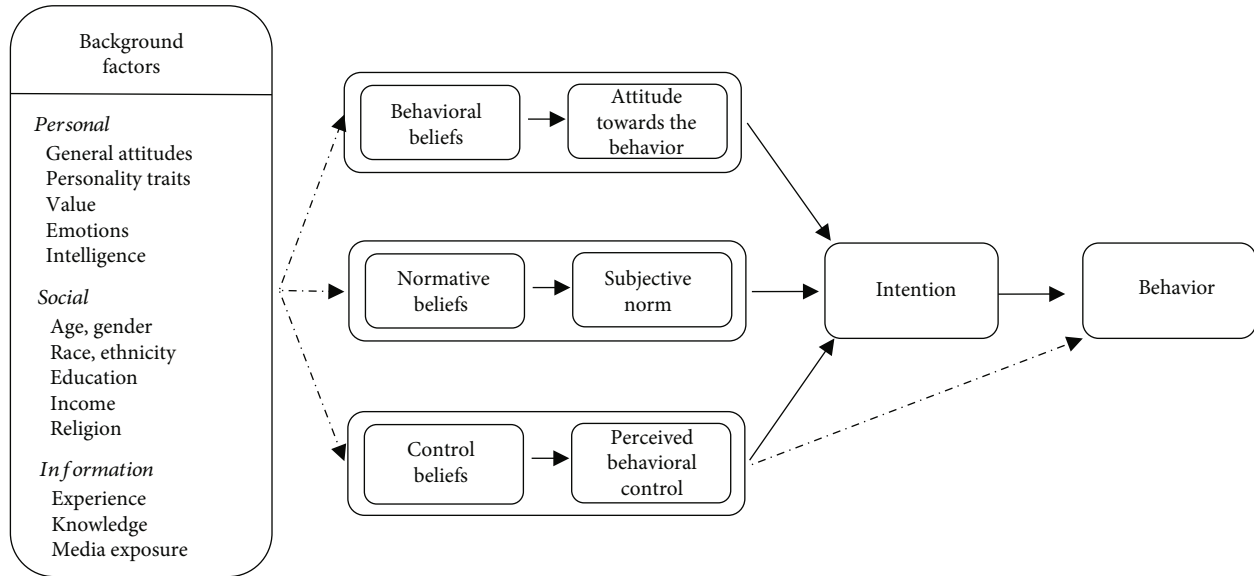 Background
factors
Personal
General attitudes
Personality traits
Value
Emotions
Intelligence
Social
Age, gender
Race, ethnicity
Education
Income
Religion
Information
Experience
Knowledge
Media exposure
Behavioral
beliefs
Attitude
towards the
behavior
Normative
beliefs
Subjective
norm
Control
beliefs
Perceived
behavioral
control
Intention
Behavior